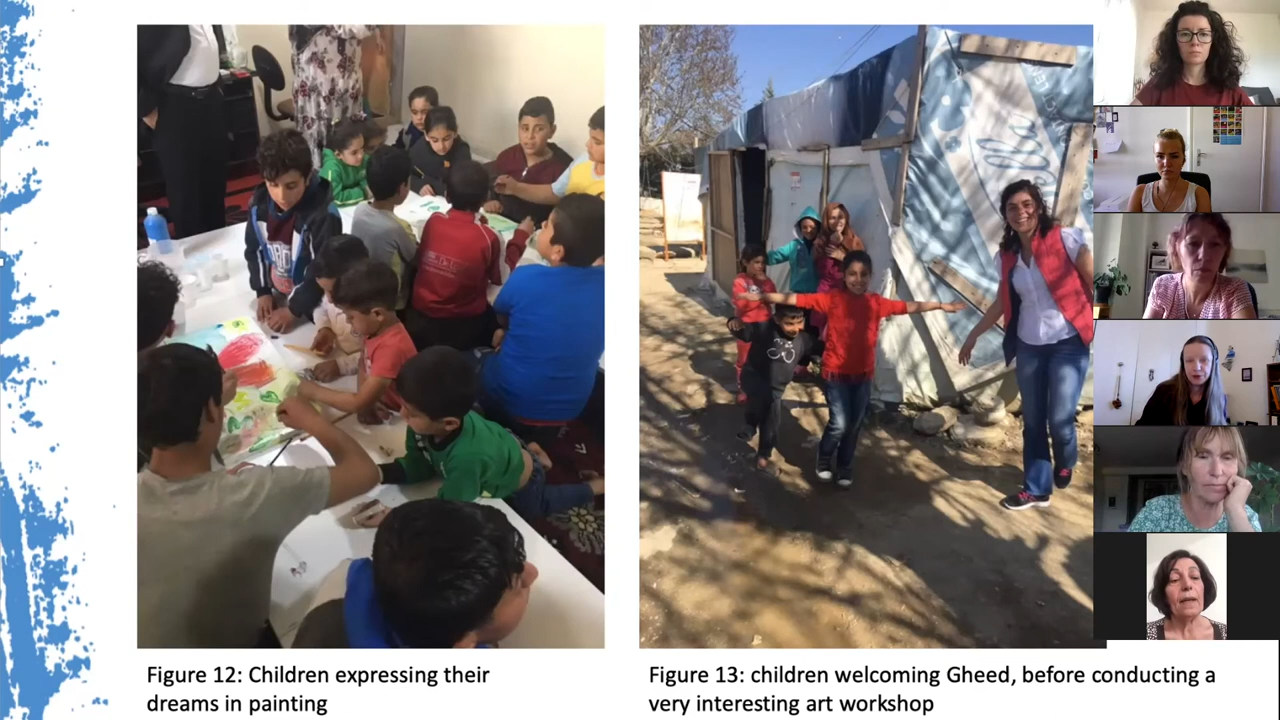 Figure 12: Children expressing their
dreams in painting
Figure 13: children welcoming Gheed, before conducting a
very interesting art workshop